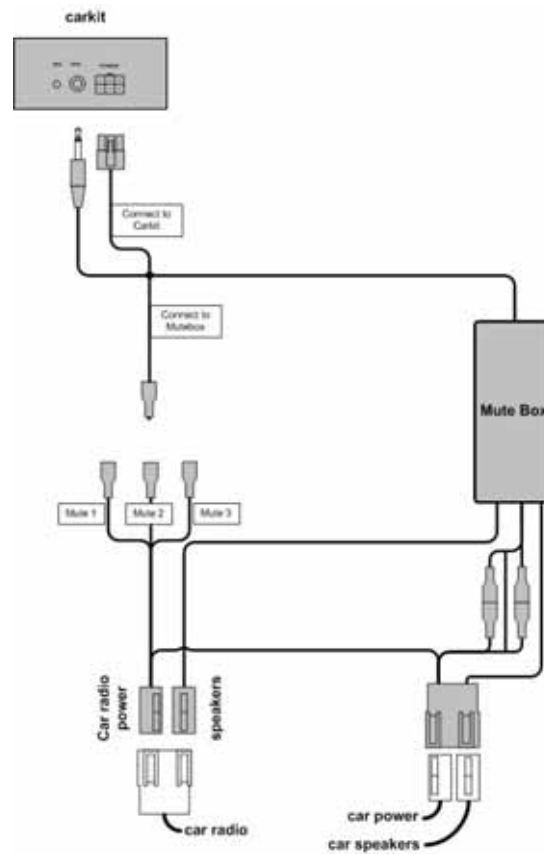 carkit
POWER
Connect to
Carkit
Connect to
Mutebox
Mute Box
Mute 1
Mute 2
Mute 3
Car radio
power
speakers
car power
car radio
car speakers